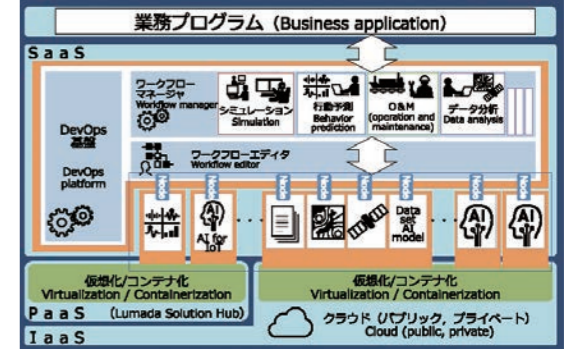 業務プログラム（Business application）
SaaS
ワークフロー
マネージャ
Workflow manager
シミュレーション
Simulation
行動予測
Behavior
prediction
O&M
(operation and
maintenance)
データ分析
Data analysis
DevOps
基盤
DevOps
platform
ワークフローエディタ
Workflow editor
Node
Node
Node
Node
Node
Node
Node
Node
AI
AI for
IoT
...
Data
set
AI
model
...
AI
AI
仮想化/コンテナ化
Virtualization / Containerization
仮想化/コンテナ化
Virtualization / Containerization
PaaS (Lumada Solution Hub)
クラウド（パブリック，プライベート）
Cloud (public, private)
IaaS